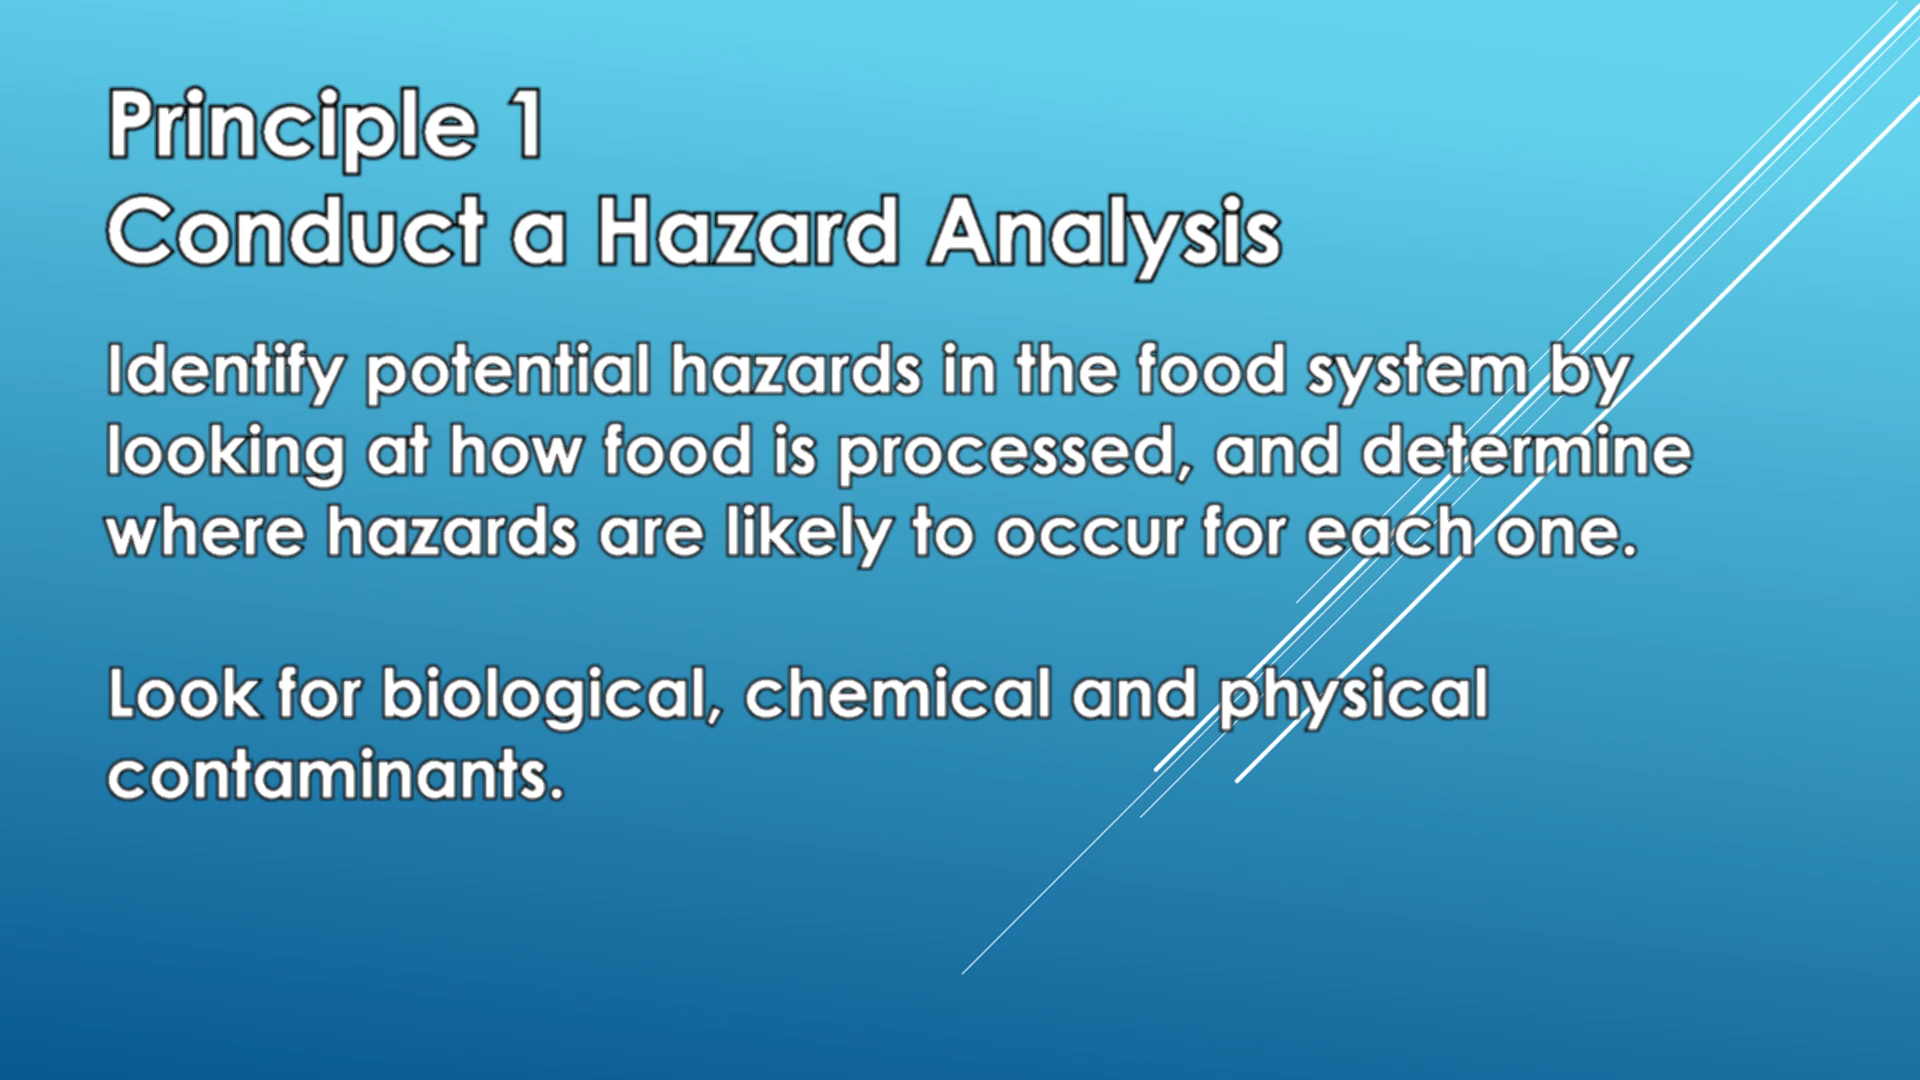 Principle 1
Conduct a Hazard Analysis
Identify potential hazards in the food system by
looking at how food is processed, and determine
where hazards are likely to occur for each one.
Look for biological, chemical and physical
contaminants.